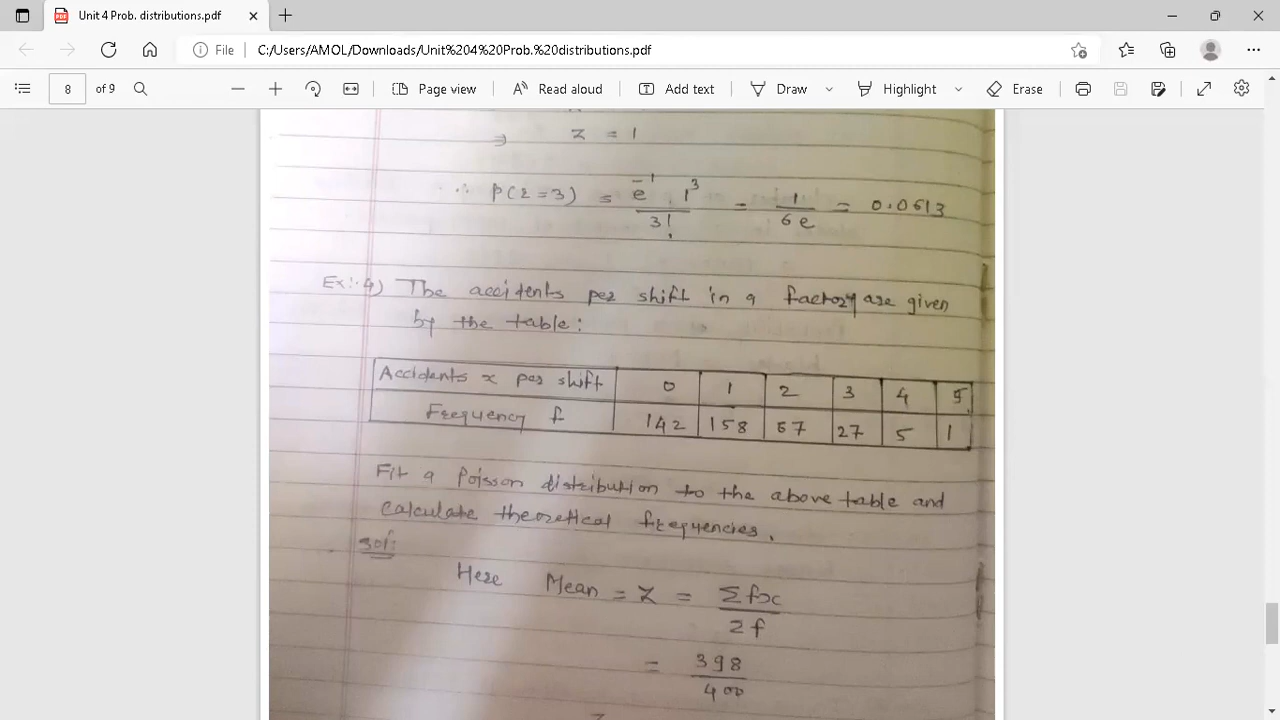 Unit 4 Prob. distributions.pdf
File C:/Users/AMOL/Downloads/Unit%204%20Prob.%20distributions.pdf
8 of 9 Page view Read aloud Add text Draw Highlight Erase
⇒ z = 1
∴ P(z=3) = e^-1 . 1^3 / 3! = 1 / 6e = 0.0613
Ex:-4) The accidents per shift in a factory are given
by the table:
Accidents x per shift 0 1 2 3 4 5
Frequency f 142 158 67 27 5 1
Fit a Poisson distribution to the above table and
calculate theoretical frequencies.
Sol:
Here Mean = z = Σfx / Σf
= 398 / 400